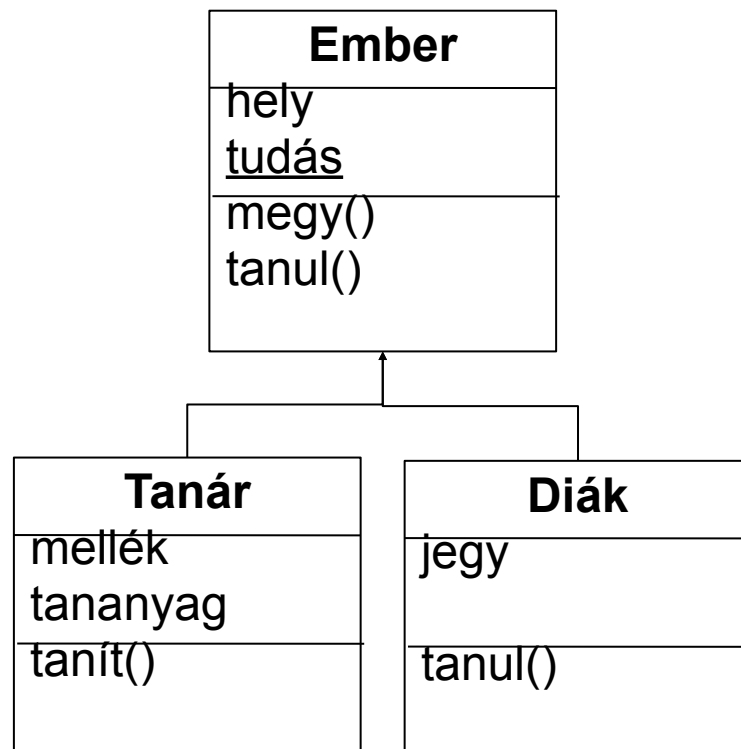 Ember
hely
tudás
megy()
tanul()
Tanár
mellék
tananyag
tanít()
Diák
jegy
tanul()